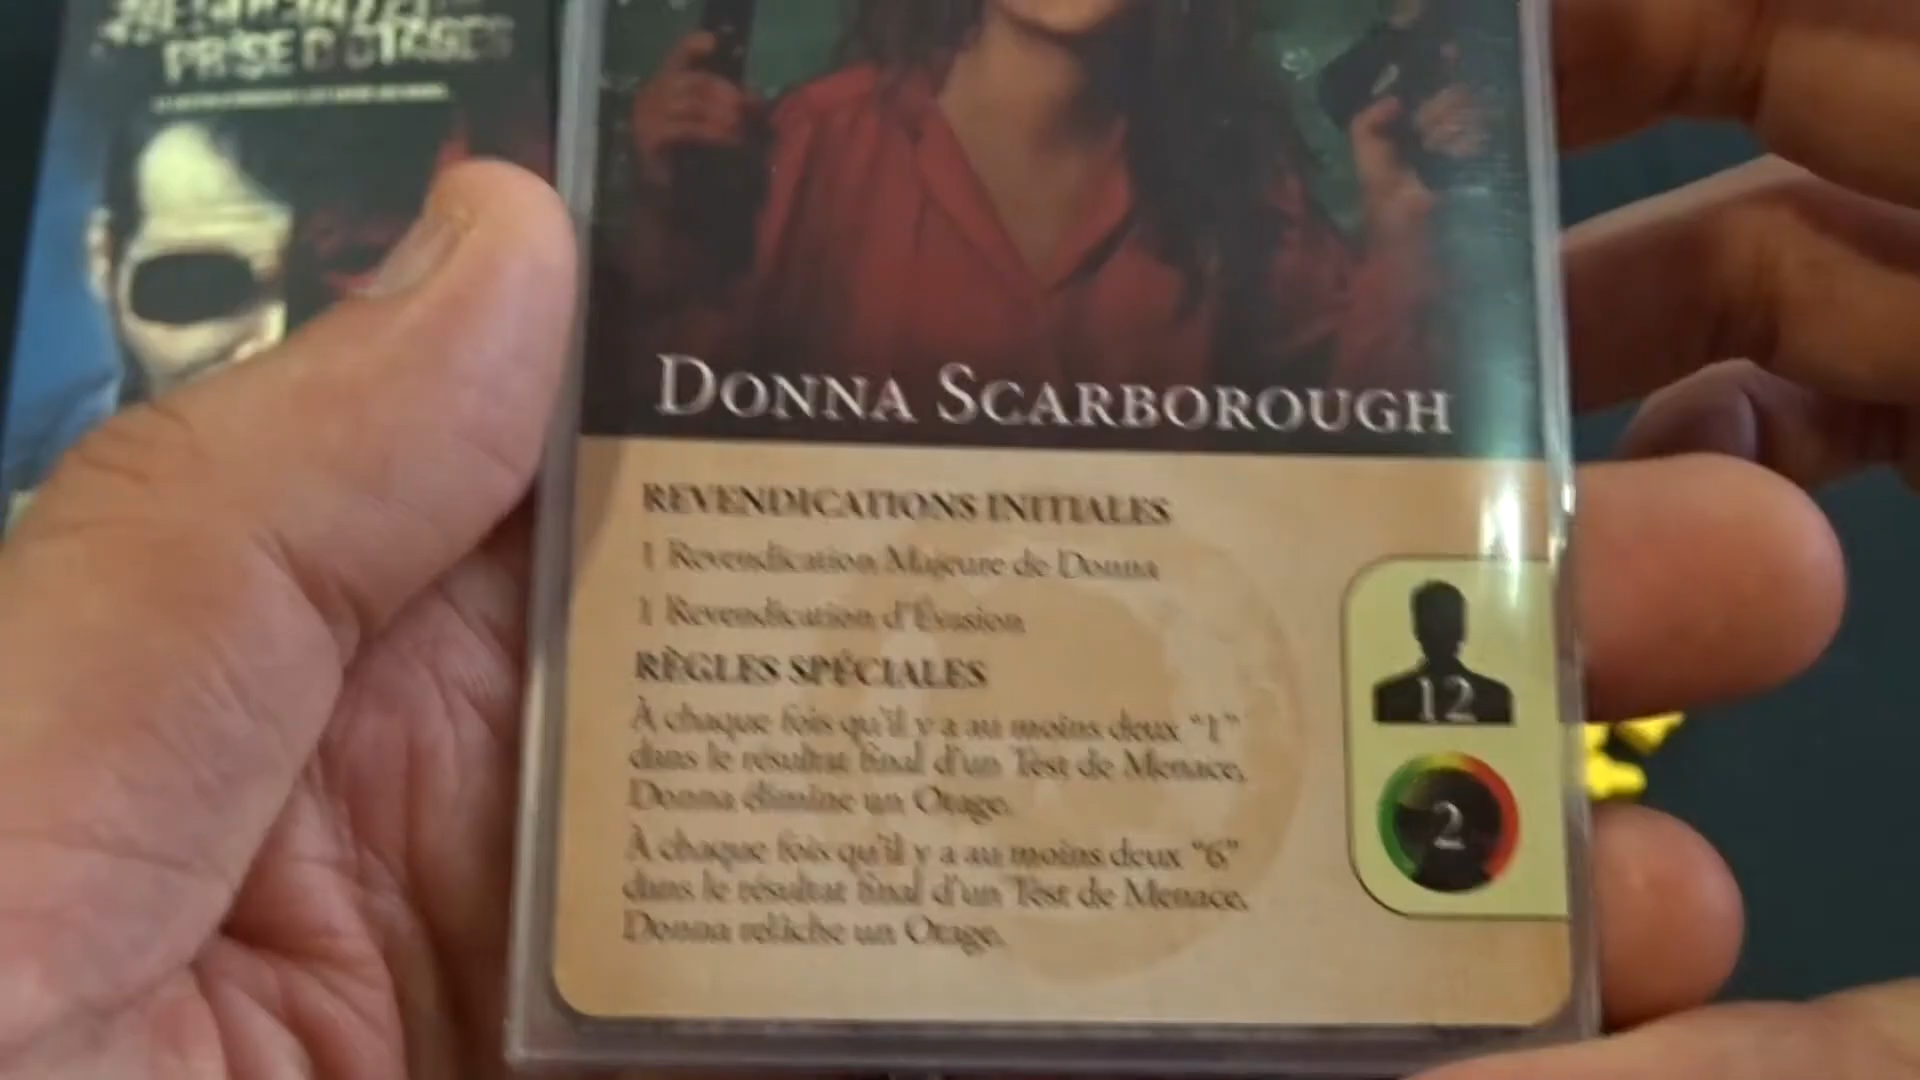 PRISE D'OTAGES
DONNA SCARBOROUGH
REVENDICATIONS INITIALES
1 Revendication Majeure de Donna
1 Revendication d'Évasion
RÈGLES SPÉCIALES
À chaque fois qu'il y a au moins deux "1"
dans le résultat final d'un Test de Menace,
Donna élimine un Otage.
À chaque fois qu'il y a au moins deux "6"
dans le résultat final d'un Test de Menace,
Donna relâche un Otage.
12
2